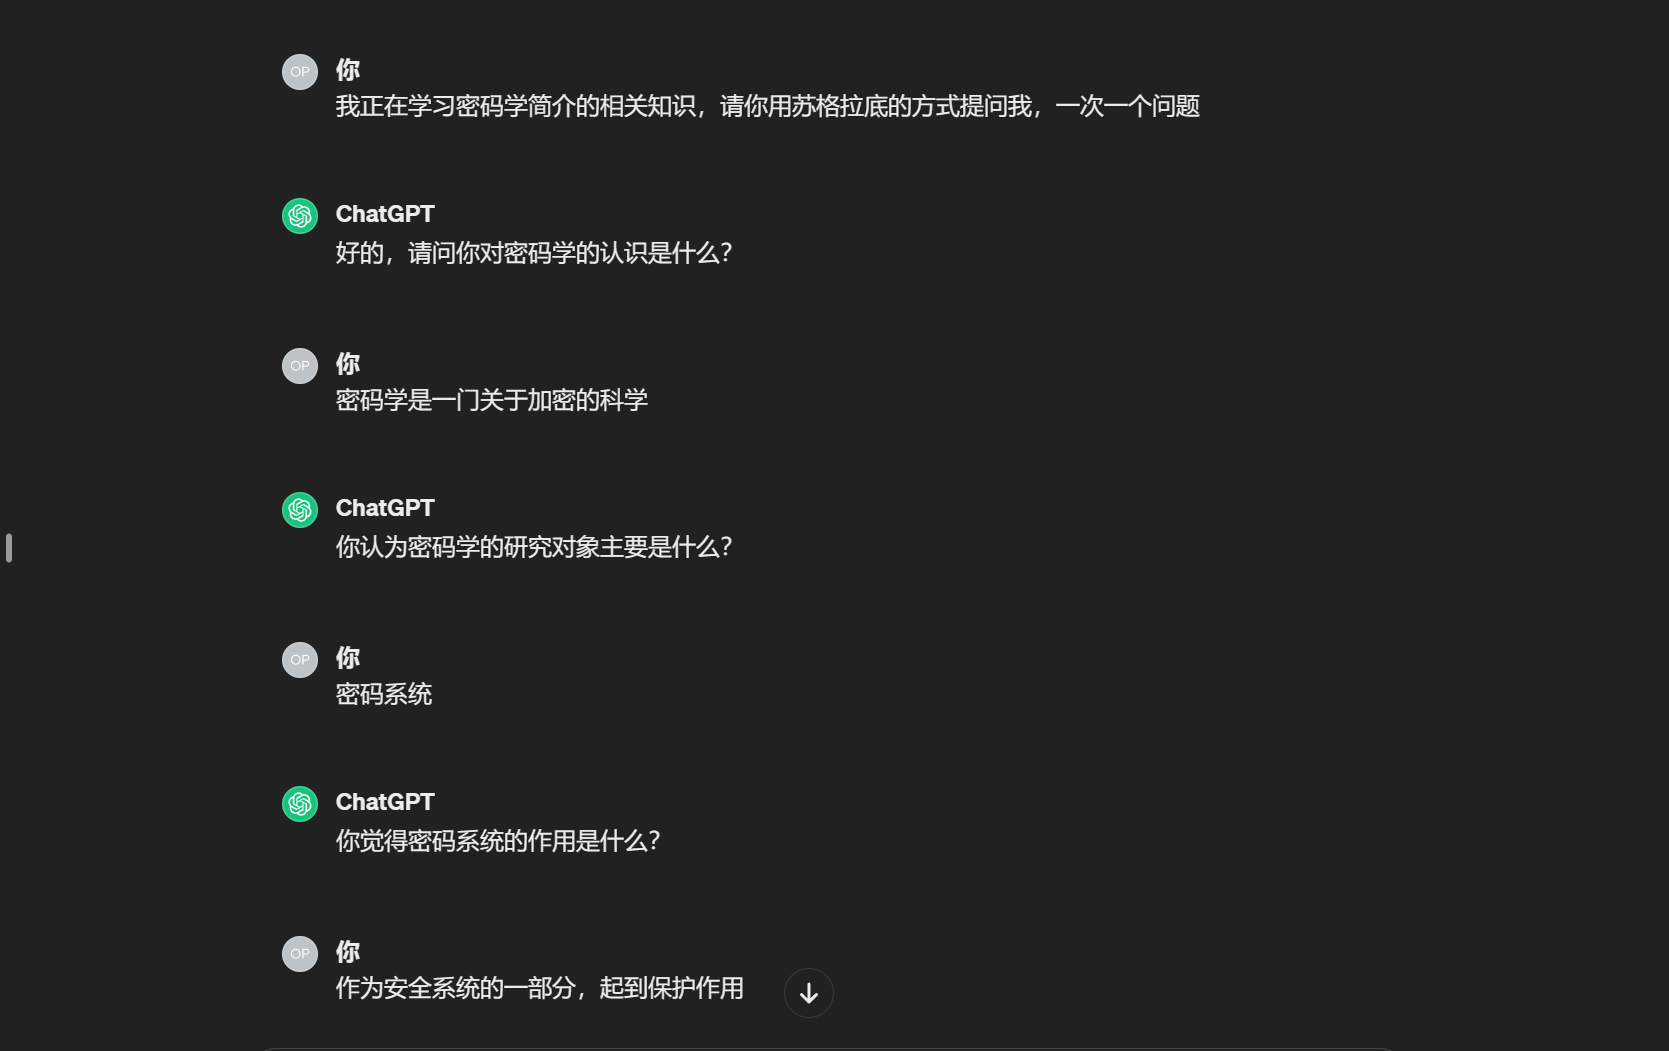 OP
你
我正在学习密码学简介的相关知识，请你用苏格拉底的方式提问我，一次一个问题
ChatGPT
好的，请问你对密码学的认识是什么？
OP
你
密码学是一门关于加密的科学
ChatGPT
你认为密码学的研究对象主要是什么？
OP
你
密码系统
ChatGPT
你觉得密码系统的作用是什么？
OP
你
作为安全系统的一部分，起到保护作用